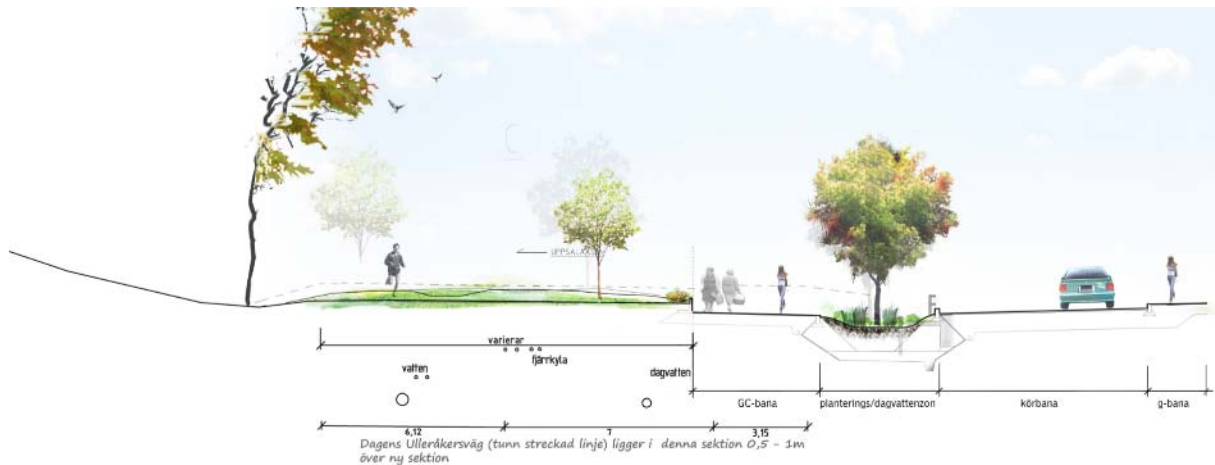 varierar
fjärrkyla
vatten
dagvatten
GC-bana
planterings/dagvattenzon
körbana
g-bana
6,12
7
3,15
Dagens Ulleråkersväg (tunn streckad linje) ligger i denna sektion 0,5 - 1m
över ny sektion